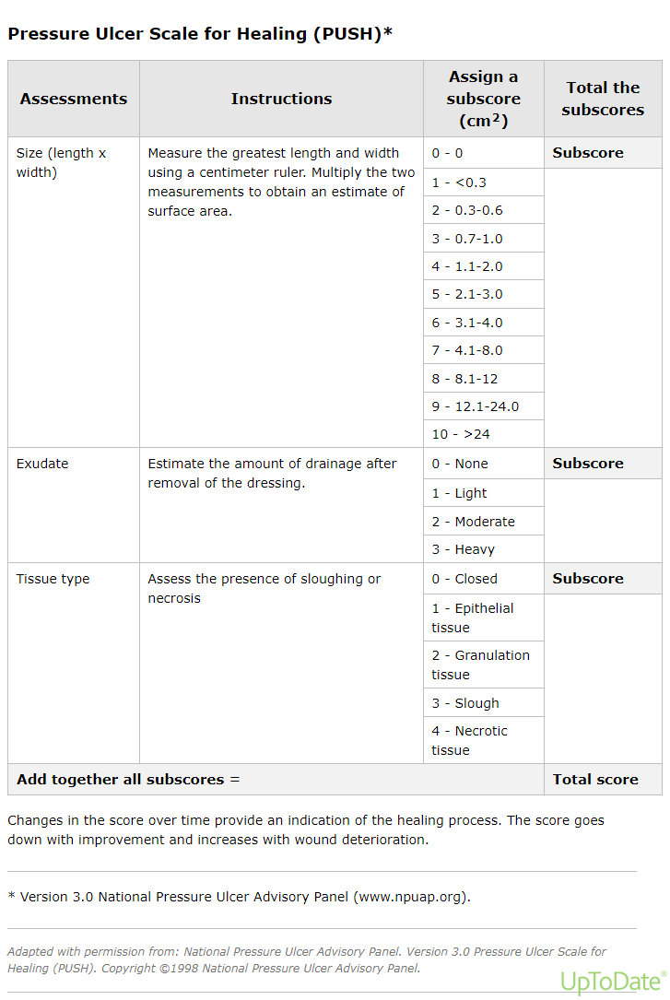 Pressure Ulcer Scale for Healing (PUSH)*
Assessments
Instructions
Assign a
subscore
(cm²)
Total the
subscores
Size (length x
width)
Measure the greatest length and width
using a centimeter ruler. Multiply the two
measurements to obtain an estimate of
surface area.
0 - 0
Subscore
1 - <0.3
2 - 0.3-0.6
3 - 0.7-1.0
4 - 1.1-2.0
5 - 2.1-3.0
6 - 3.1-4.0
7 - 4.1-8.0
8 - 8.1-12
9 - 12.1-24.0
10 - >24
Exudate
Estimate the amount of drainage after
removal of the dressing.
0 - None
Subscore
1 - Light
2 - Moderate
3 - Heavy
Tissue type
Assess the presence of sloughing or
necrosis
0 - Closed
Subscore
1 - Epithelial
tissue
2 - Granulation
tissue
3 - Slough
4 - Necrotic
tissue
Add together all subscores =
Total score
Changes in the score over time provide an indication of the healing process. The score goes
down with improvement and increases with wound deterioration.
* Version 3.0 National Pressure Ulcer Advisory Panel (www.npuap.org).
Adapted with permission from: National Pressure Ulcer Advisory Panel. Version 3.0 Pressure Ulcer Scale for
Healing (PUSH). Copyright ©1998 National Pressure Ulcer Advisory Panel.
UpToDate®